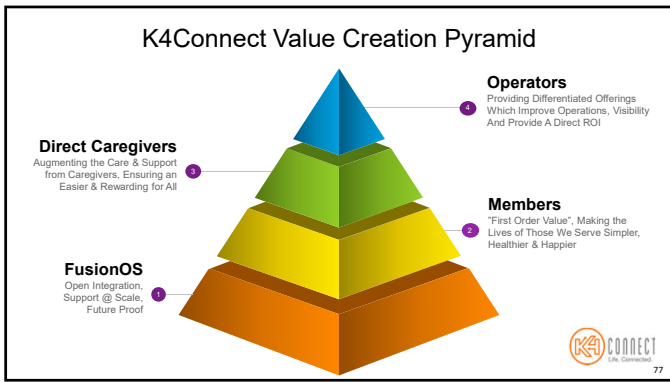 K4Connect Value Creation Pyramid
Operators
Providing Differentiated Offerings
Which Improve Operations, Visibility
And Provide A Direct ROI
4
Direct Caregivers
Augmenting the Care & Support
from Caregivers, Ensuring an
Easier & Rewarding for All
3
Members
"First Order Value", Making the
Lives of Those We Serve Simpler,
Healthier & Happier
2
FusionOS
Open Integration,
Support @ Scale,
Future Proof
1
K4 CONNECT
Life. Connected.
77